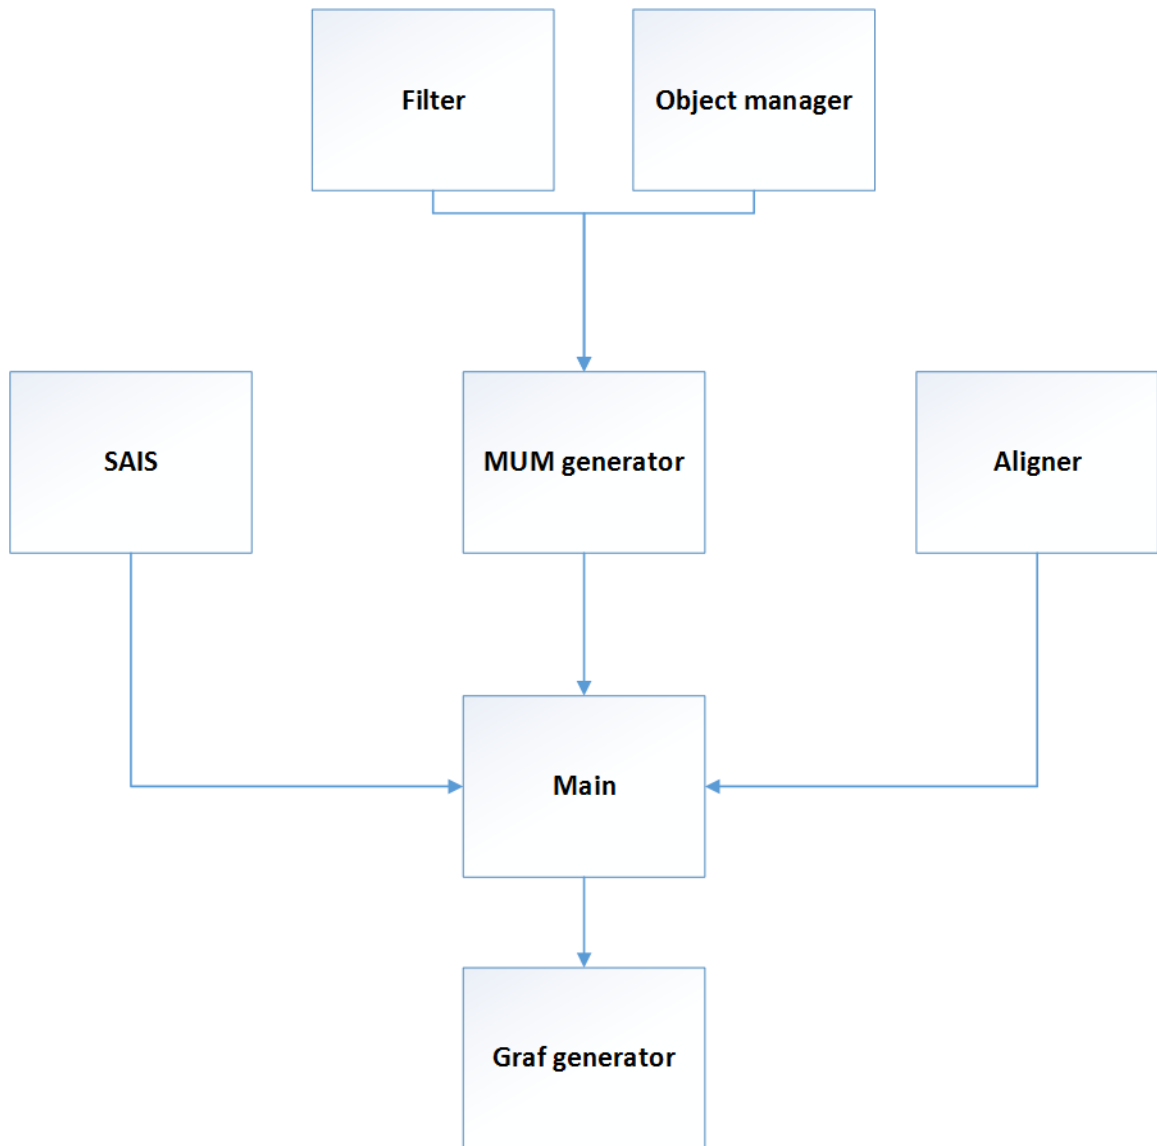 Filter
Object manager
SAIS
MUM generator
Aligner
Main
Graf generator